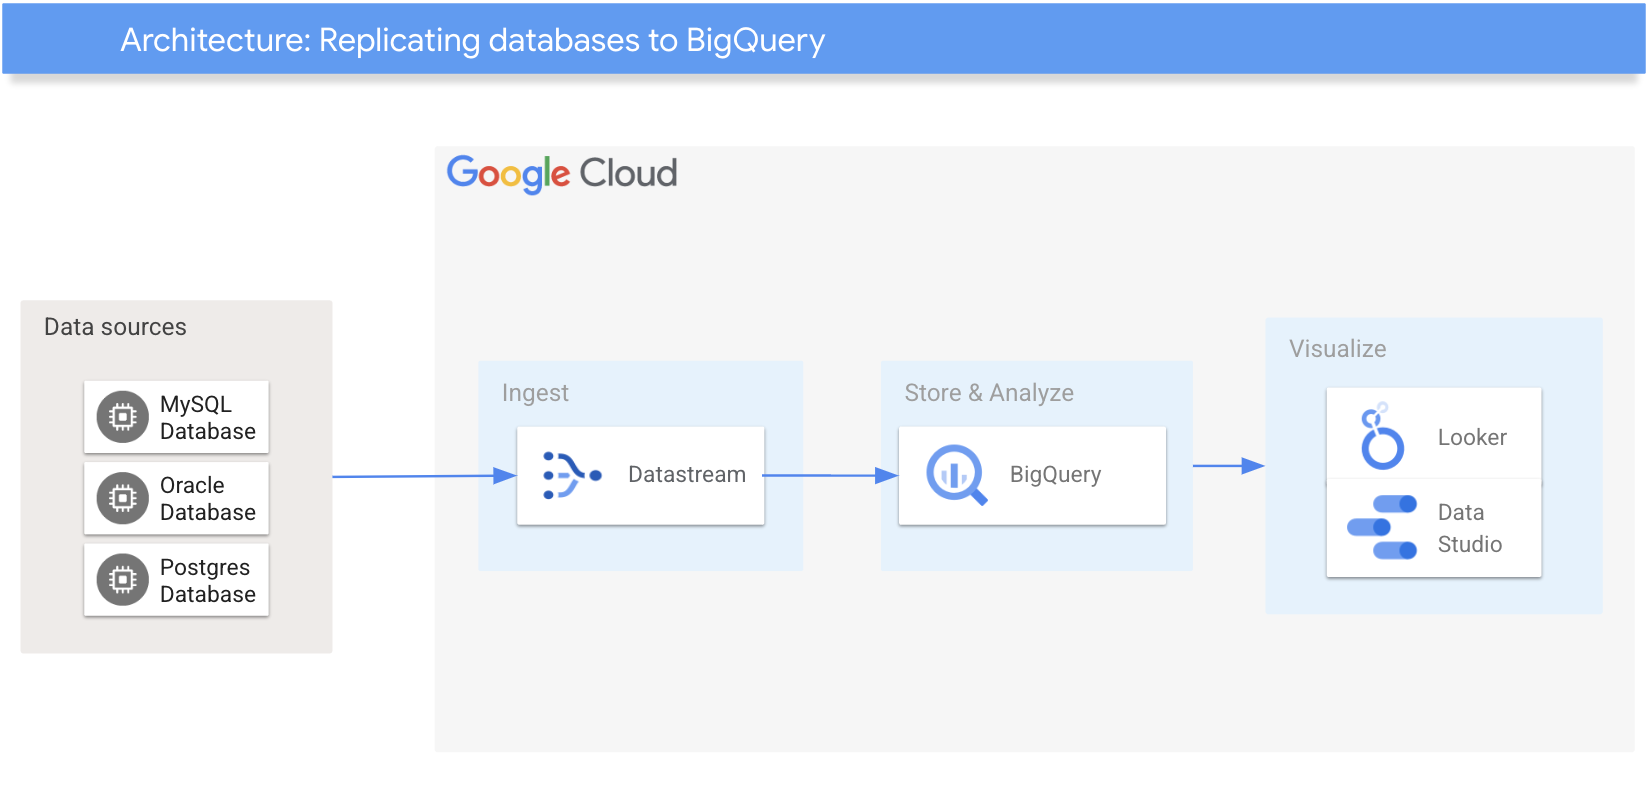 Architecture: Replicating databases to BigQuery
Google Cloud
Data sources
MySQL
Database
Oracle
Database
Postgres
Database
Ingest
Datastream
Store & Analyze
BigQuery
Visualize
Looker
Data
Studio